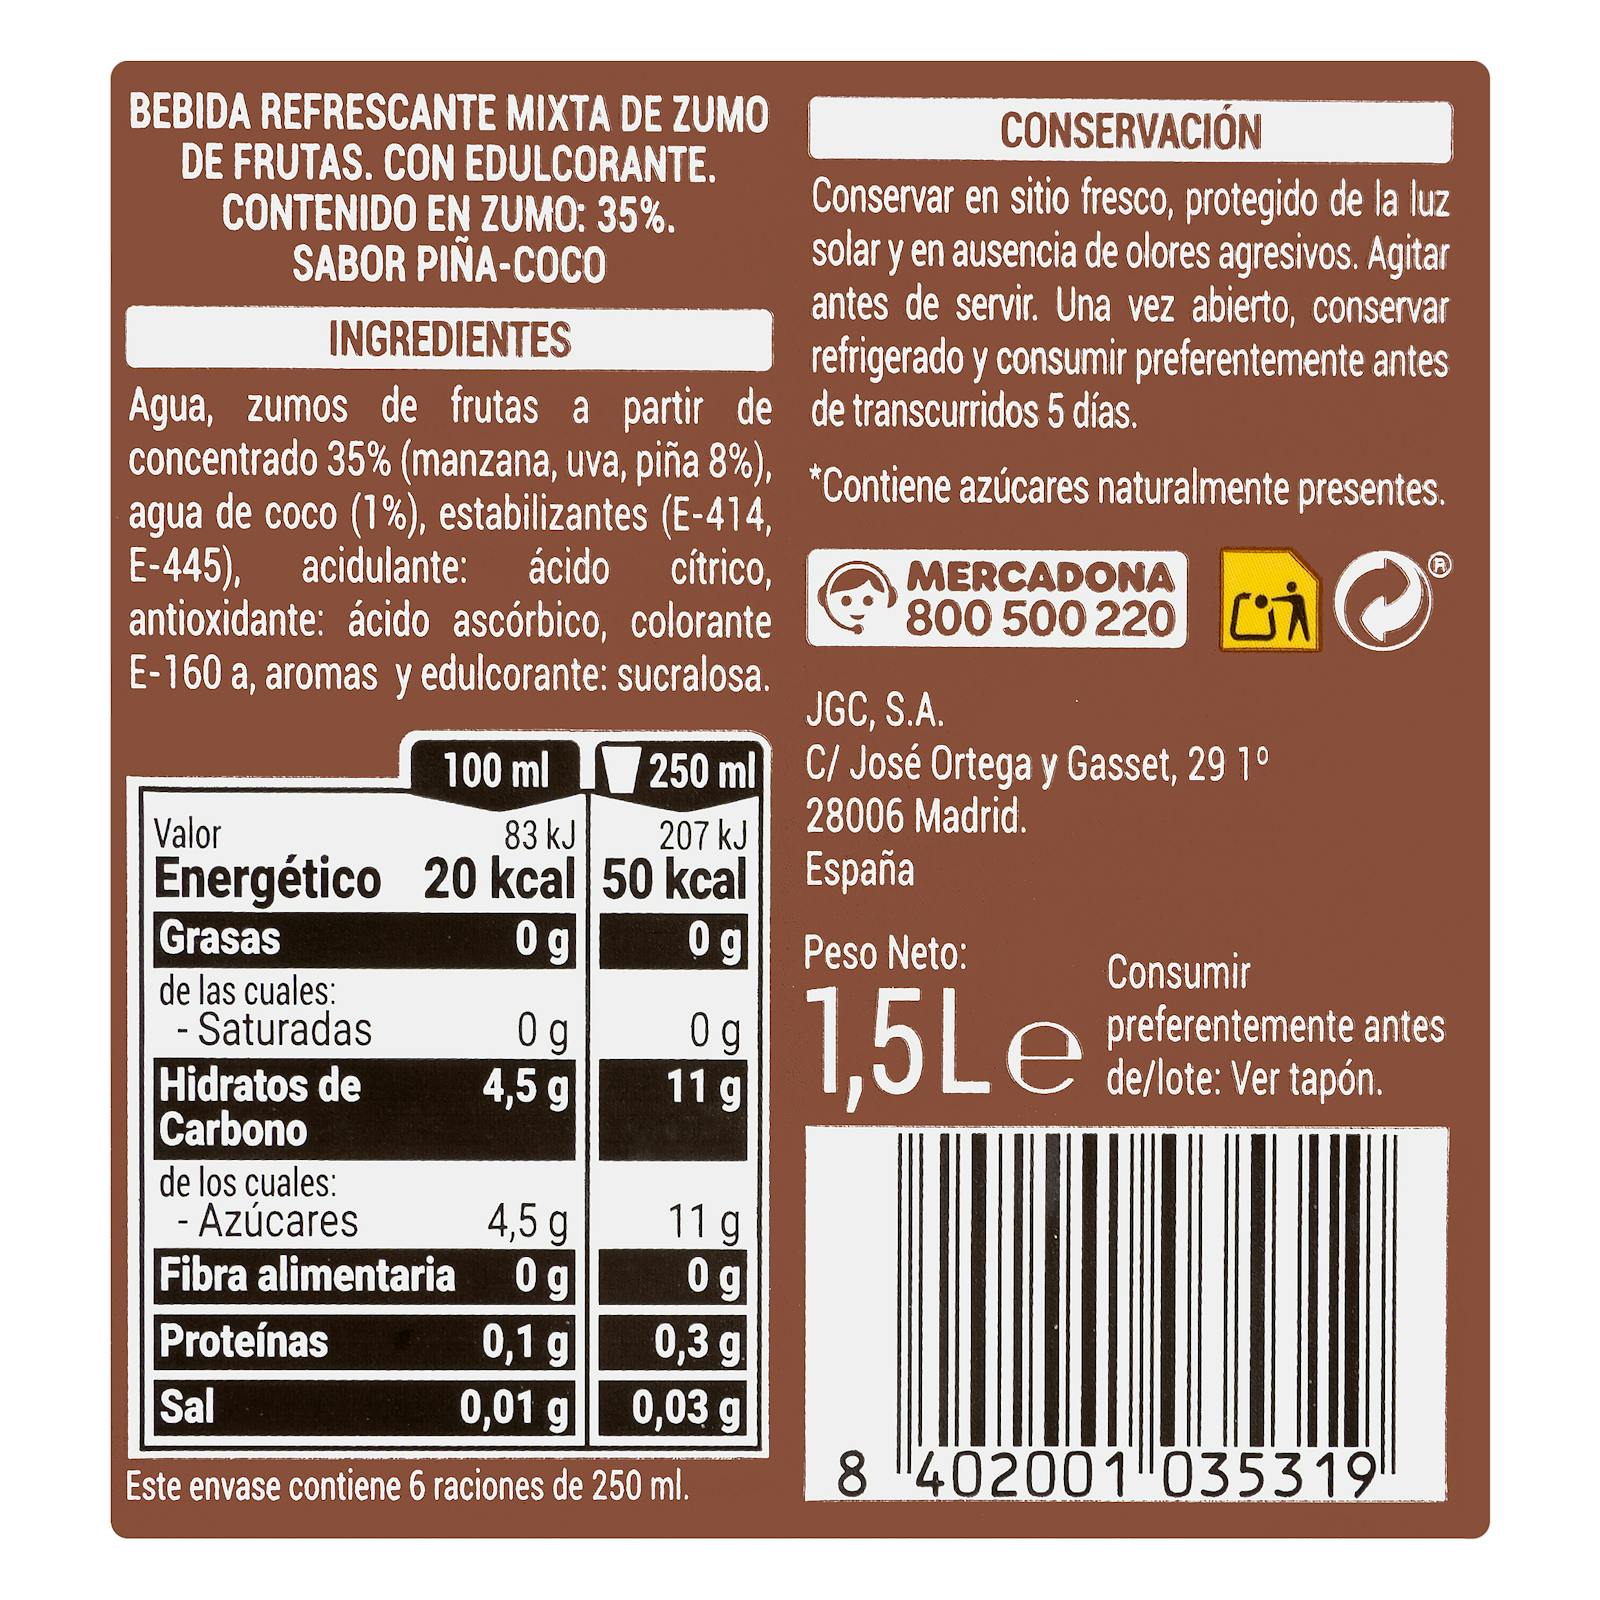 BEBIDA REFRESCANTE MIXTA DE ZUMO
DE FRUTAS. CON EDULCORANTE.
CONTENIDO EN ZUMO: 35%.
SABOR PIÑA-COCO
INGREDIENTES
Agua, zumos de frutas a partir de
concentrado 35% (manzana, uva, piña 8%),
agua de coco (1%), estabilizantes (E-414,
E-445), acidulante: ácido cítrico,
antioxidante: ácido ascórbico, colorante
E-160 a, aromas y edulcorante: sucralosa.
100 ml 250 ml
Valor 83 kJ 207 kJ
Energético 20 kcal 50 kcal
Grasas 0 g 0 g
de las cuales:
- Saturadas 0 g 0 g
Hidratos de 4,5 g 11 g
Carbono
de los cuales:
- Azúcares 4,5 g 11 g
Fibra alimentaria 0 g 0 g
Proteínas 0,1 g 0,3 g
Sal 0,01 g 0,03 g
Este envase contiene 6 raciones de 250 ml.
CONSERVACIÓN
Conservar en sitio fresco, protegido de la luz
solar y en ausencia de olores agresivos. Agitar
antes de servir. Una vez abierto, conservar
refrigerado y consumir preferentemente antes
de transcurridos 5 días.
*Contiene azúcares naturalmente presentes.
MERCADONA
800 500 220
®
JGC, S.A.
C/ José Ortega y Gasset, 29 1º
28006 Madrid.
España
Peso Neto:
1,5L e
Consumir
preferentemente antes
de/lote: Ver tapón.
8 402001 035319